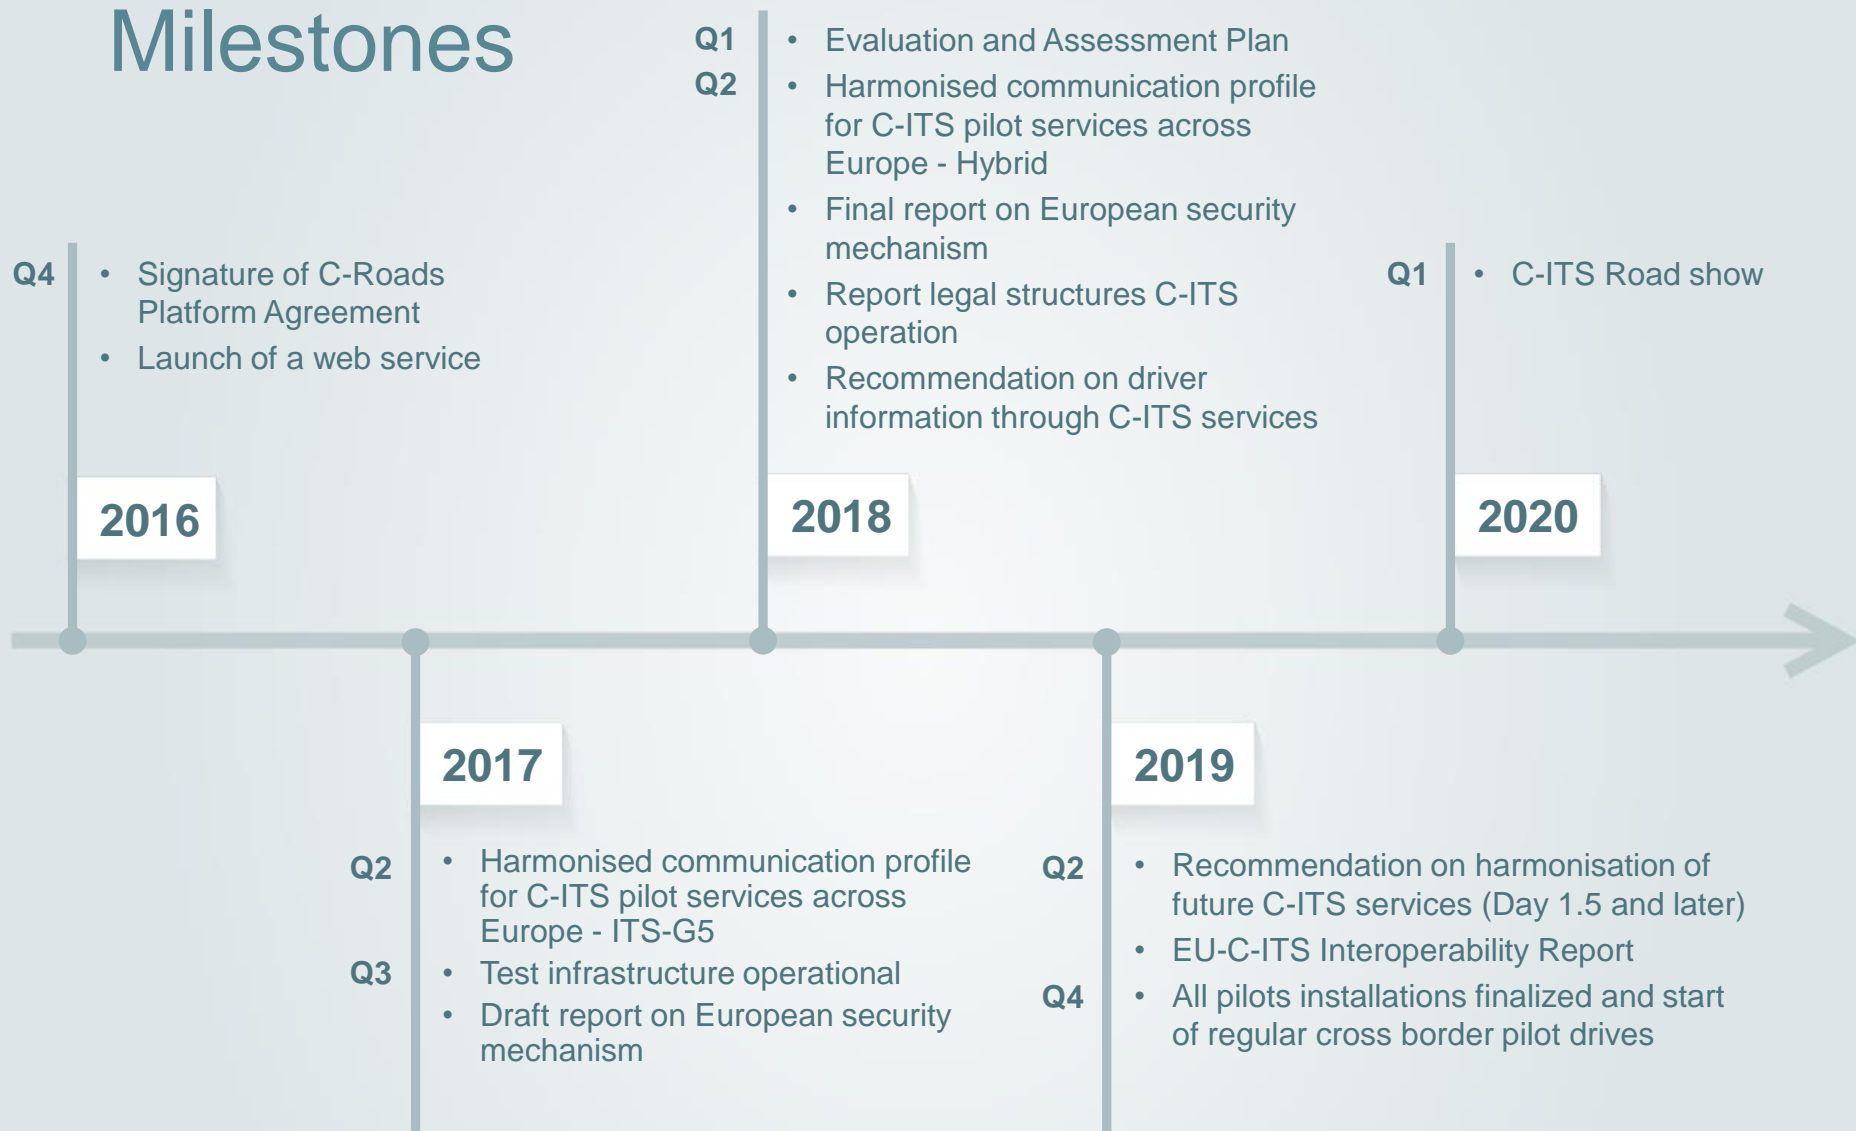 Milestones
Q4
• Signature of C-Roads
Platform Agreement
• Launch of a web service
2016
Q2
• Harmonised communication profile
for C-ITS pilot services across
Europe - ITS-G5
Q3
• Test infrastructure operational
• Draft report on European security
mechanism
2017
Q1
• Evaluation and Assessment Plan
Q2
• Harmonised communication profile
for C-ITS pilot services across
Europe - Hybrid
• Final report on European security
mechanism
• Report legal structures C-ITS
operation
• Recommendation on driver
information through C-ITS services
2018
2019
Q2
• Recommendation on harmonisation of
future C-ITS services (Day 1.5 and later)
• EU-C-ITS Interoperability Report
Q4
• All pilots installations finalized and start
of regular cross border pilot drives
Q1
• C-ITS Road show
2020